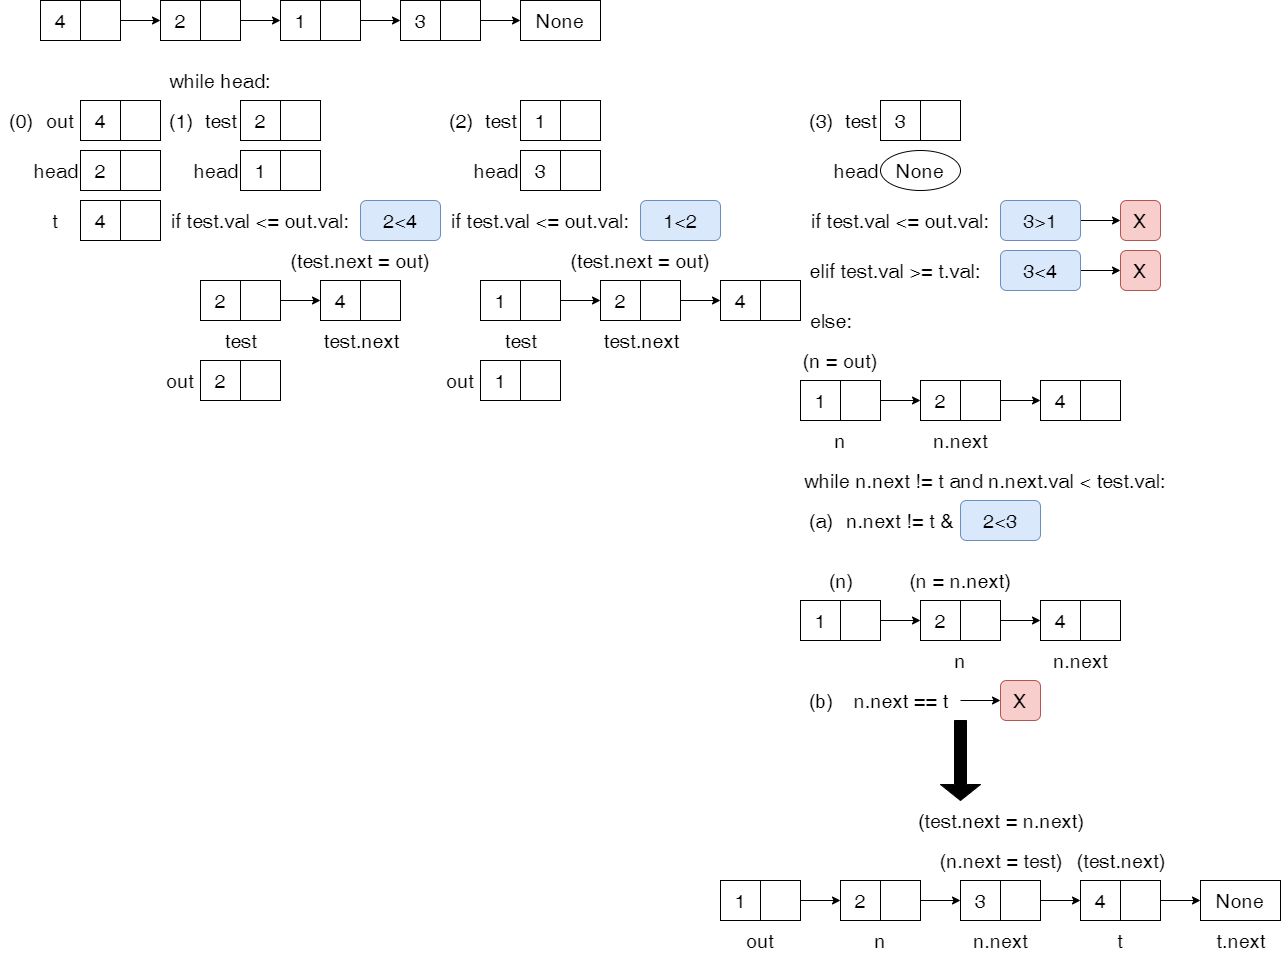 4 2 1 3 None
while head:
(0) out 4 (1) test 2 (2) test 1 (3) test 3
head 2 head 1 head 3 head None
t 4 if test.val <= out.val: 2<4 if test.val <= out.val: 1<2 if test.val <= out.val: 3>1 X
(test.next = out) (test.next = out) elif test.val >= t.val: 3<4 X
2 4 1 2 4
else:
test test.next test test.next
(n = out)
out 2 out 1
1 2 4
n n.next
while n.next != t and n.next.val < test.val:
(a) n.next != t & 2<3
(n) (n = n.next)
1 2 4
n n.next
(b) n.next == t X
(test.next = n.next)
(n.next = test) (test.next)
1 2 3 4 None
out n n.next t t.next